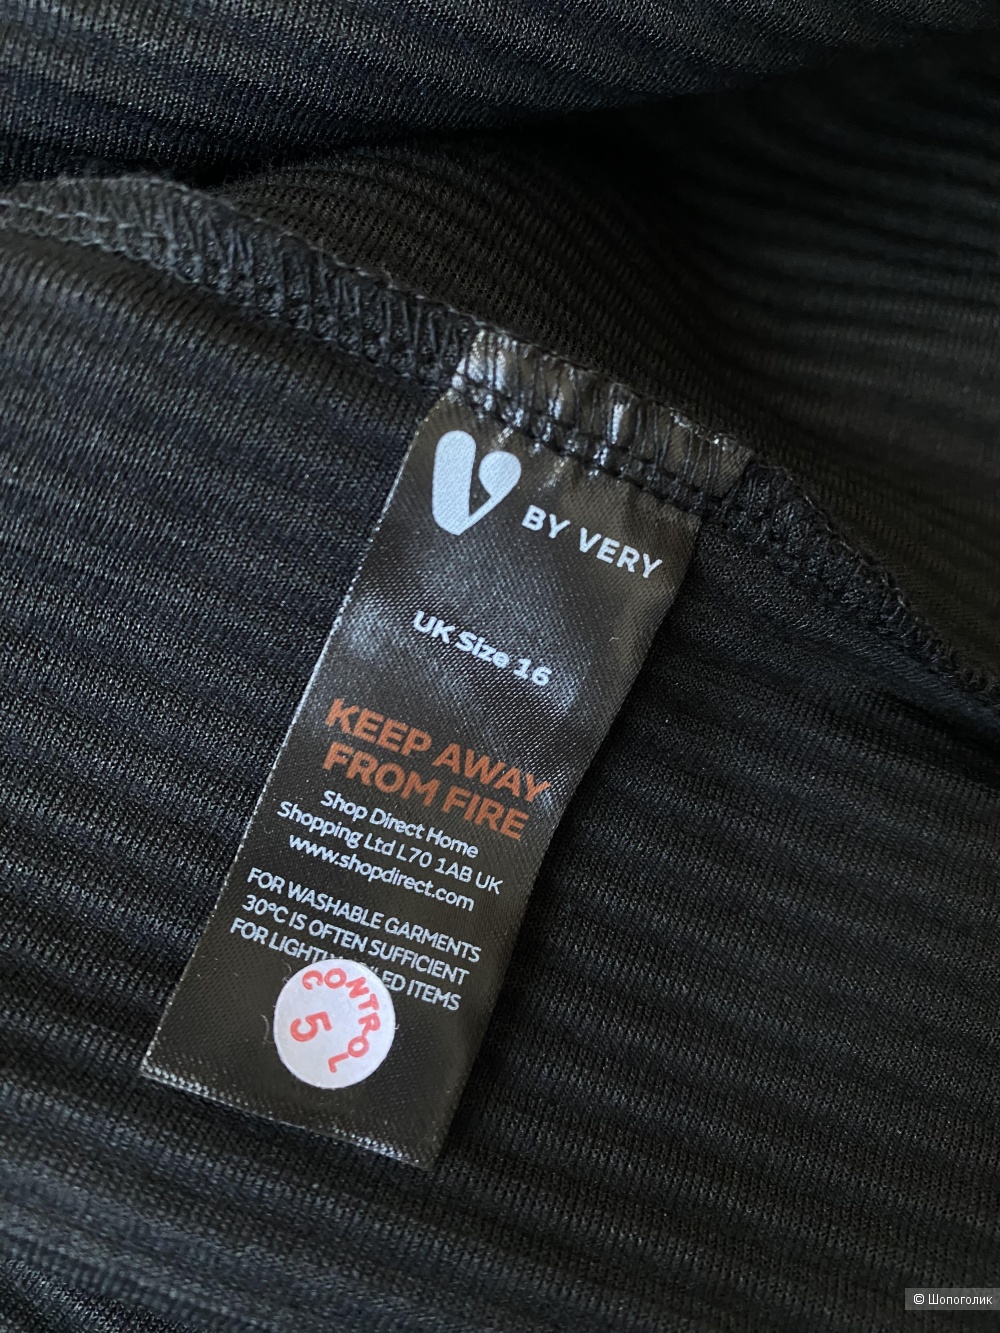 V BY VERY
UK Size 16
KEEP AWAY
FROM FIRE
Shop Direct Home
Shopping Ltd L70 1AB UK
www.shopdirect.com
FOR WASHABLE GARMENTS
30°C IS OFTEN SUFFICIENT
FOR LIGHTLY ED ITEMS
CONTROL
5
© Шопоголик